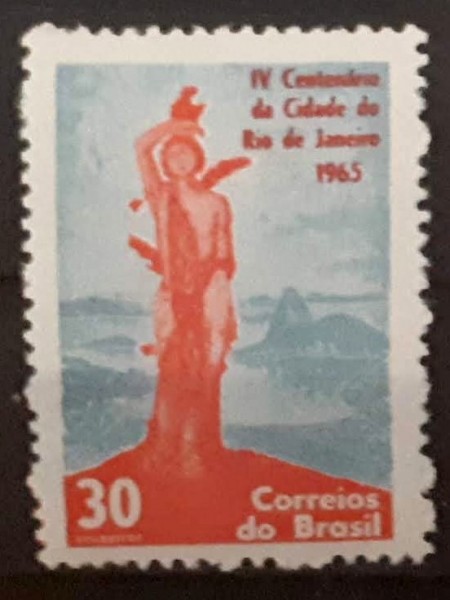 IV Centenário
da Cidade do
Rio de Janeiro
1965
30
Correios
do Brasil